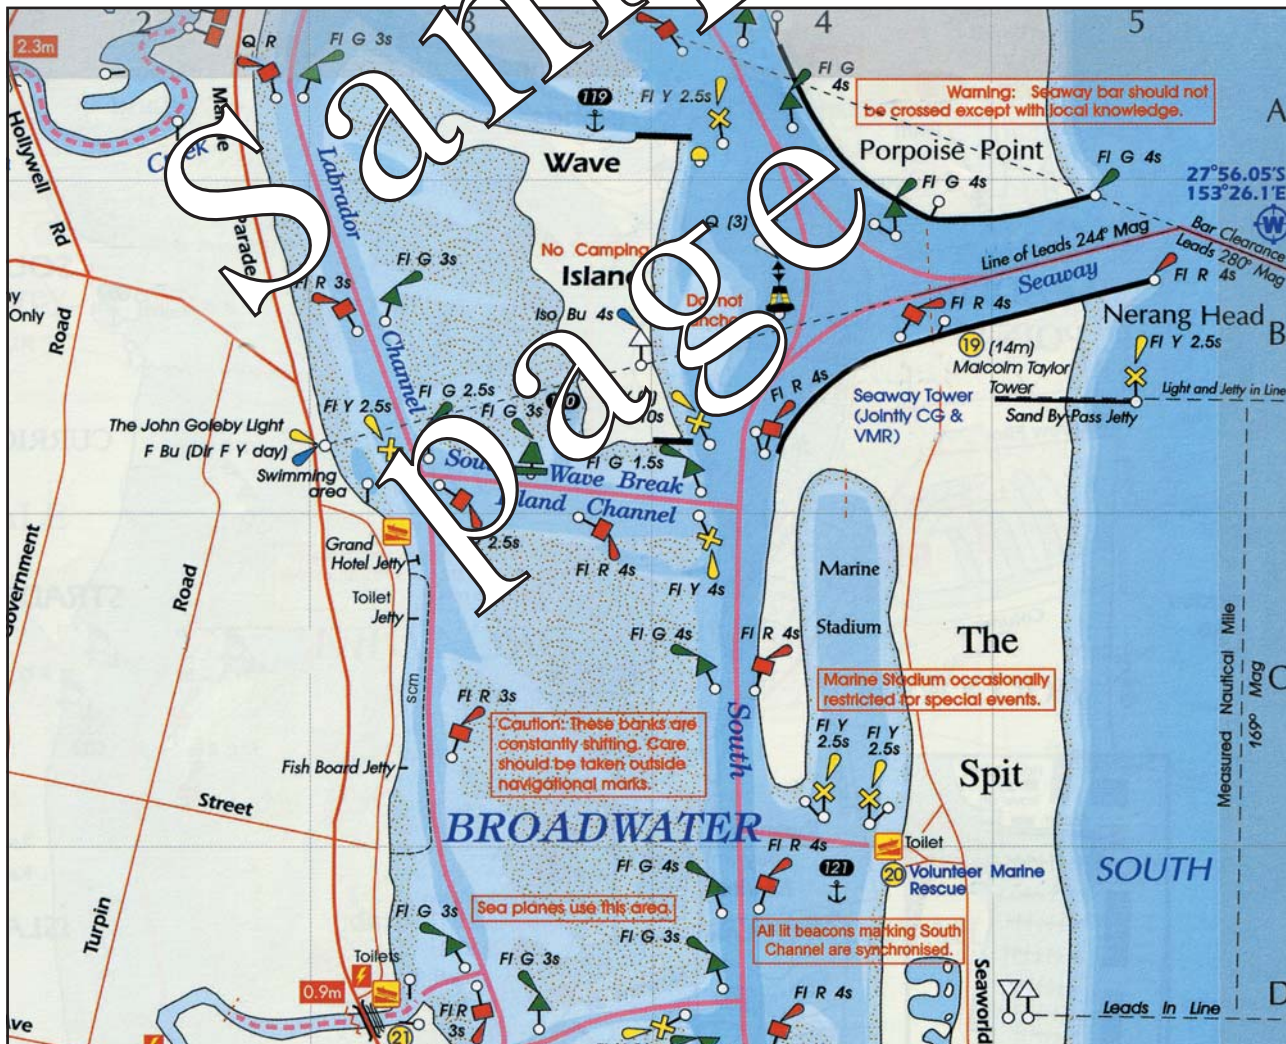 2
3
4
5
2.3m
Q R
Fl G 3s
Fl Y 2.5s
119
Fl G
4s
Warning: Seaway bar should not
be crossed except with local knowledge.
A
Hollywell
Rd
Creek
Labrador
Wave
Porpoise Point
Fl G 4s
Fl G 4s
27°56.05'S
153°26.1'E
W
Parade
No Camping
Island
Q (3)
Line of Leads 244° Mag
Seaway
Bar Clearance
Leads 280° Mag
Fl R 4s
Fl G 3s
Fl R 3s
Only
Road
Iso Bu 4s
Do not
Channel
Fl R 4s
Nerang Head
B
19 (14m)
Malcolm Taylor
Tower
Fl Y 2.5s
Light and Jetty in Line
Sand By-Pass Jetty
Fl R 4s
Seaway Tower
(Jointly CG &
VMR)
Fl G 2.5s
Fl Y 2.5s
Fl G 3s
The John Goleby Light
F Bu (Dir F Y day)
Swimming
area
Fl G 1.5s
Wave Break
Island Channel
2.5s
Fl R 4s
Fl Y 4s
Grand
Hotel Jetty
Toilet
Jetty
Government
Road
Marine
Stadium
Fl G 4s
Fl R 4s
The
Marine Stadium occasionally
restricted for special events.
Measured Nautical Mile
169° Mag
C
scm
Fl R 3s
Caution: These banks are
constantly shifting. Care
should be taken outside
navigational marks.
South
Fl Y
2.5s
Fl Y
2.5s
Spit
Fish Board Jetty
Street
BROADWATER
Fl R 4s
Toilet
121
20 Volunteer Marine
Rescue
SOUTH
Fl G 4s
Sea planes use this area.
Turpin
Fl G 3s
Fl G 3s
All lit beacons marking South
Channel are synchronised.
Toilets
Fl G 3s
0.9m
Fl R
3s
Fl R 4s
Seaworld
Leads In Line
D
21
Sample
page